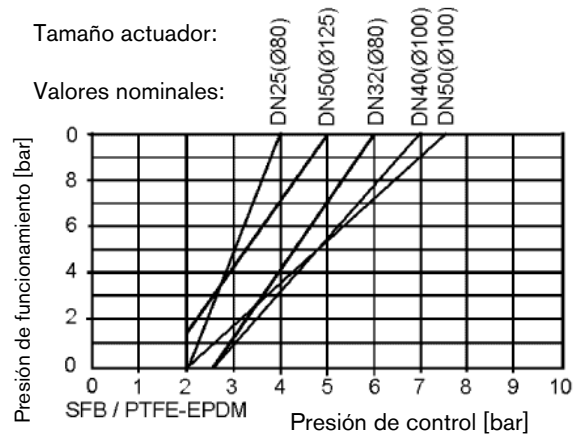 Tamaño actuador:
Valores nominales:
DN25(Ø80)
DN50(Ø125)
DN32(Ø80)
DN40(Ø100)
DN50(Ø100)
Presión de funcionamiento [bar]
0
8
6
4
2
0
0 1 2 3 4 5 6 7 8 9 10
SFB / PTFE-EPDM
Presión de control [bar]